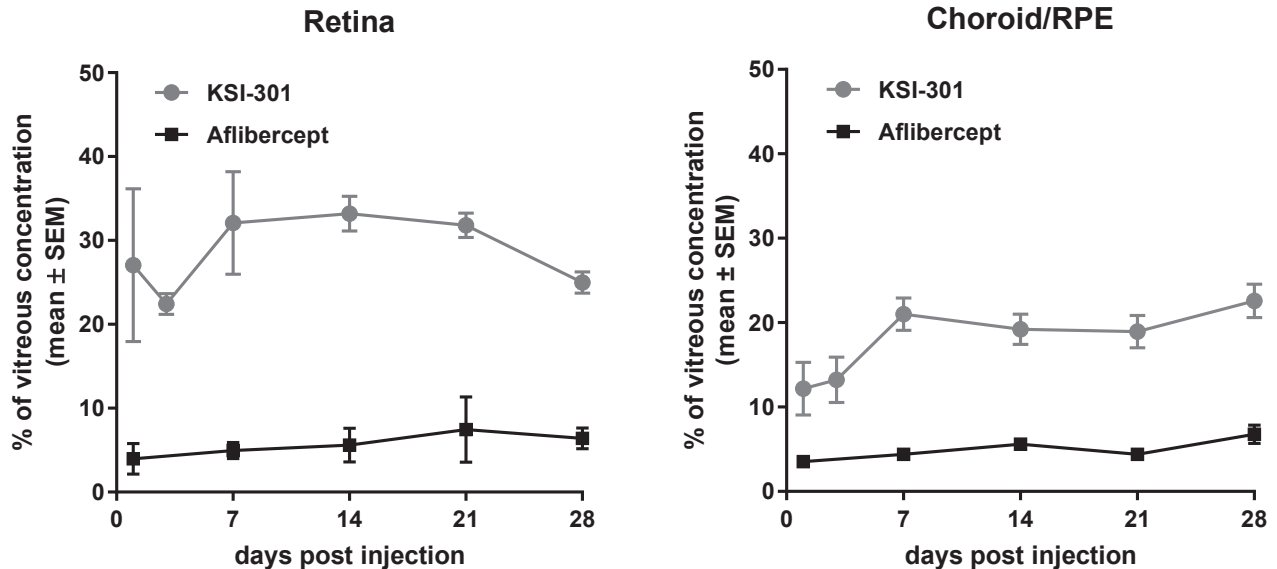 Retina
50
40
30
20
10
0
% of vitreous concentration
(mean ± SEM)
KSI-301
Aflibercept
0 7 14 21 28
days post injection
Choroid/RPE
50
40
30
20
10
0
% of vitreous concentration
(mean ± SEM)
KSI-301
Aflibercept
0 7 14 21 28
days post injection